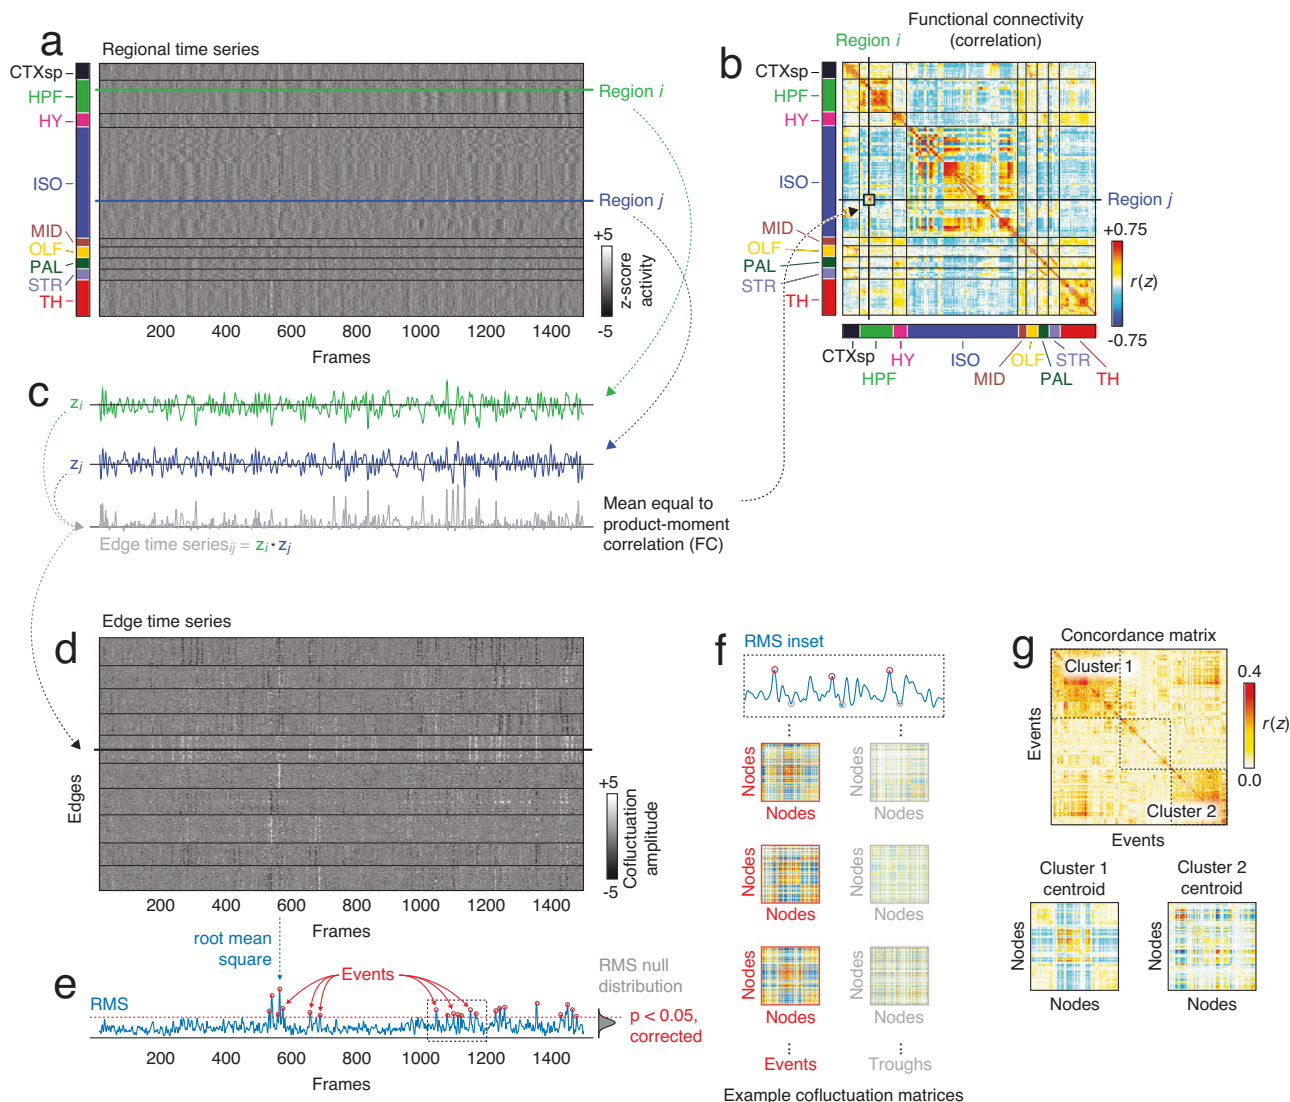 a
Regional time series
CTXsp
HPF
HY
ISO
MID
OLF
PAL
STR
TH
Region i
Region j
+5
z-score
activity
-5
200 400 600 800 1000 1200 1400
Frames
b
Functional connectivity
(correlation)
Region i
CTXsp
HPF
HY
ISO
MID
OLF
PAL
STR
TH
Region j
+0.75
r(z)
-0.75
CTXsp
HPF
HY
ISO
MID
OLF
PAL
STR
TH
c
zi
zj
Edge time seriesij = zi · zj
Mean equal to
product-moment
correlation (FC)
d
Edge time series
Edges
+5
Cofluctuation
amplitude
-5
200 400 600 800 1000 1200 1400
Frames
root mean
square
e
RMS
Events
RMS null
distribution
p < 0.05,
corrected
200 400 600 800 1000 1200 1400
Frames
f
RMS inset
Nodes
Nodes
Nodes
Nodes
Nodes
Nodes
Nodes
Nodes
Nodes
Nodes
Nodes
Nodes
Events
Troughs
Example cofluctuation matrices
g
Concordance matrix
Cluster 1
Cluster 2
Events
Events
0.4
r(z)
0.0
Cluster 1
centroid
Nodes
Nodes
Cluster 2
centroid
Nodes
Nodes